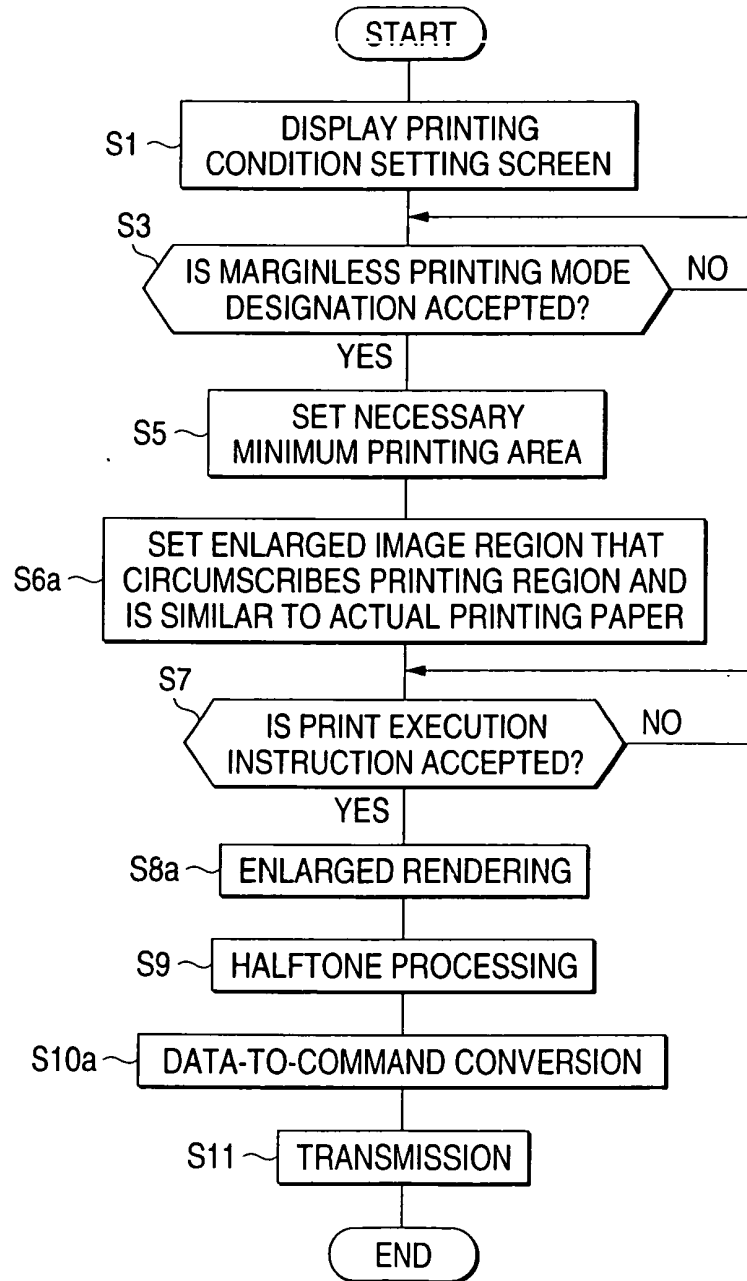 START
S1
DISPLAY PRINTING
CONDITION SETTING SCREEN
S3
IS MARGINLESS PRINTING MODE
DESIGNATION ACCEPTED?
NO
YES
S5
SET NECESSARY
MINIMUM PRINTING AREA
S6a
SET ENLARGED IMAGE REGION THAT
CIRCUMSCRIBES PRINTING REGION AND
IS SIMILAR TO ACTUAL PRINTING PAPER
S7
IS PRINT EXECUTION
INSTRUCTION ACCEPTED?
NO
YES
S8a
ENLARGED RENDERING
S9
HALFTONE PROCESSING
S10a
DATA-TO-COMMAND CONVERSION
S11
TRANSMISSION
END